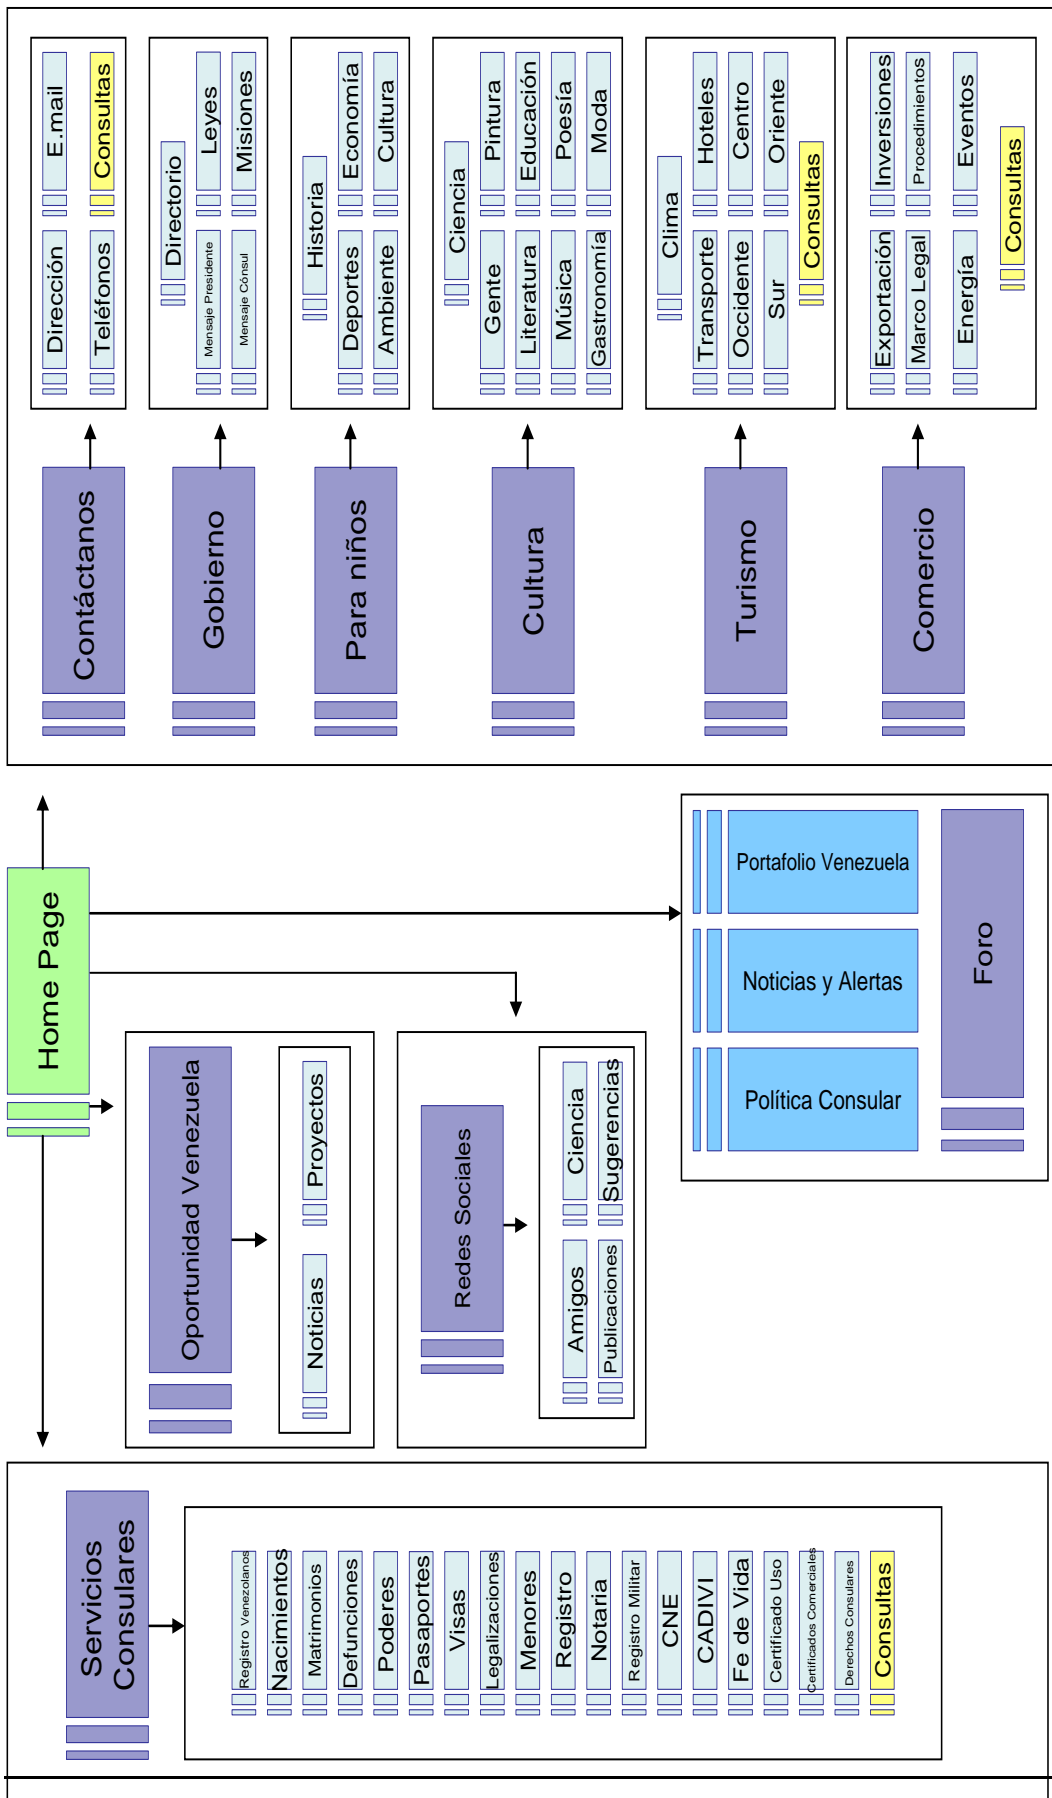 Home Page
Servicios
Consulares
Registro Venezolanos
Nacimientos
Matrimonios
Defunciones
Poderes
Pasaportes
Visas
Legalizaciones
Menores
Registro
Notaria
Registro Militar
CNE
CADIVI
Fe de Vida
Certificado Uso
Certificados Comerciales
Derechos Consulares
Consultas
Oportunidad Venezuela
Noticias
Proyectos
Redes Sociales
Amigos
Ciencia
Publicaciones
Sugerencias
Política Consular
Noticias y Alertas
Portafolio Venezuela
Foro
Contáctanos
Dirección
E.mail
Teléfonos
Consultas
Gobierno
Directorio
Mensaje Presidente
Leyes
Mensaje Cónsul
Misiones
Para niños
Historia
Deportes
Economía
Ambiente
Cultura
Cultura
Ciencia
Gente
Pintura
Literatura
Educación
Música
Poesía
Gastronomía
Moda
Turismo
Clima
Transporte
Hoteles
Occidente
Centro
Sur
Oriente
Consultas
Comercio
Exportación
Inversiones
Marco Legal
Procedimientos
Energía
Eventos
Consultas